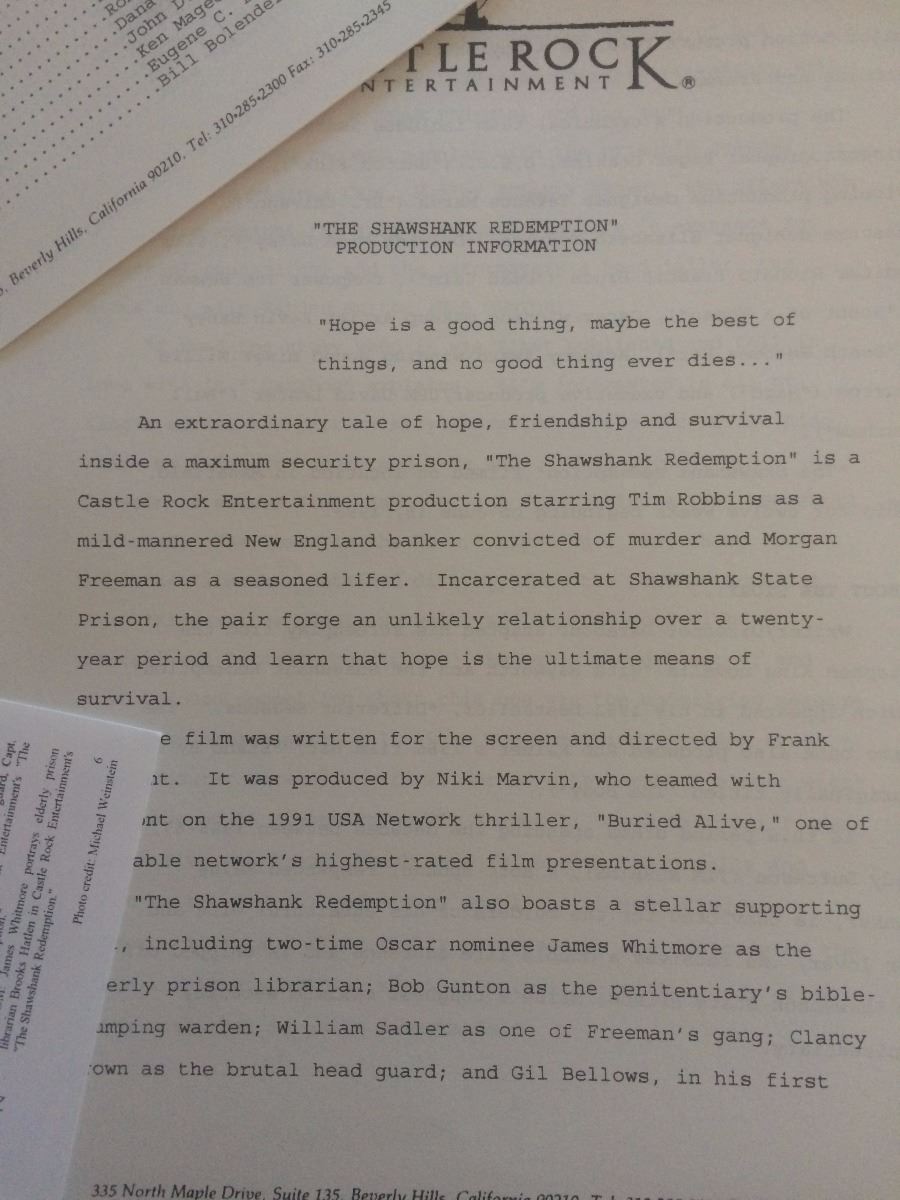 Dana
John D
Ken Mage
Eugene C.
Bill Bolende
Beverly Hills, California 90210. Tel: 310•285•2300 Fax: 310•285•2345
TLE ROCK®
NTERTAINMENT
"THE SHAWSHANK REDEMPTION"
PRODUCTION INFORMATION
"Hope is a good thing, maybe the best of
things, and no good thing ever dies..."
An extraordinary tale of hope, friendship and survival
inside a maximum security prison, "The Shawshank Redemption" is a
Castle Rock Entertainment production starring Tim Robbins as a
mild-mannered New England banker convicted of murder and Morgan
Freeman as a seasoned lifer. Incarcerated at Shawshank State
Prison, the pair forge an unlikely relationship over a twenty-
year period and learn that hope is the ultimate means of
survival.
e film was written for the screen and directed by Frank
nt. It was produced by Niki Marvin, who teamed with
ont on the 1991 USA Network thriller, "Buried Alive," one of
able network's highest-rated film presentations.
"The Shawshank Redemption" also boasts a stellar supporting
, including two-time Oscar nominee James Whitmore as the
erly prison librarian; Bob Gunton as the penitentiary's bible-
umping warden; William Sadler as one of Freeman's gang; Clancy
own as the brutal head guard; and Gil Bellows, in his first
335 North Maple Drive, Suite 135, Beverly Hills, California 90210.
guard, Capt.
Entertainment's "The
James Whitmore portrays elderly prison
librarian Brooks Hatlen in Castle Rock Entertainment's
"The Shawshank Redemption."
6
Photo credit: Michael Weinstein